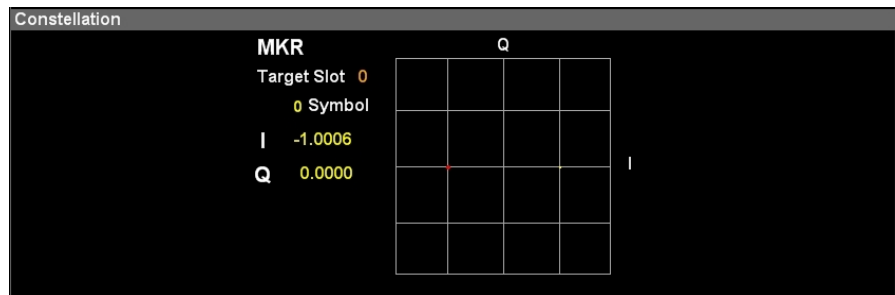 Constellation
MKR
Q
Target Slot 0
0 Symbol
I -1.0006
I
Q 0.0000